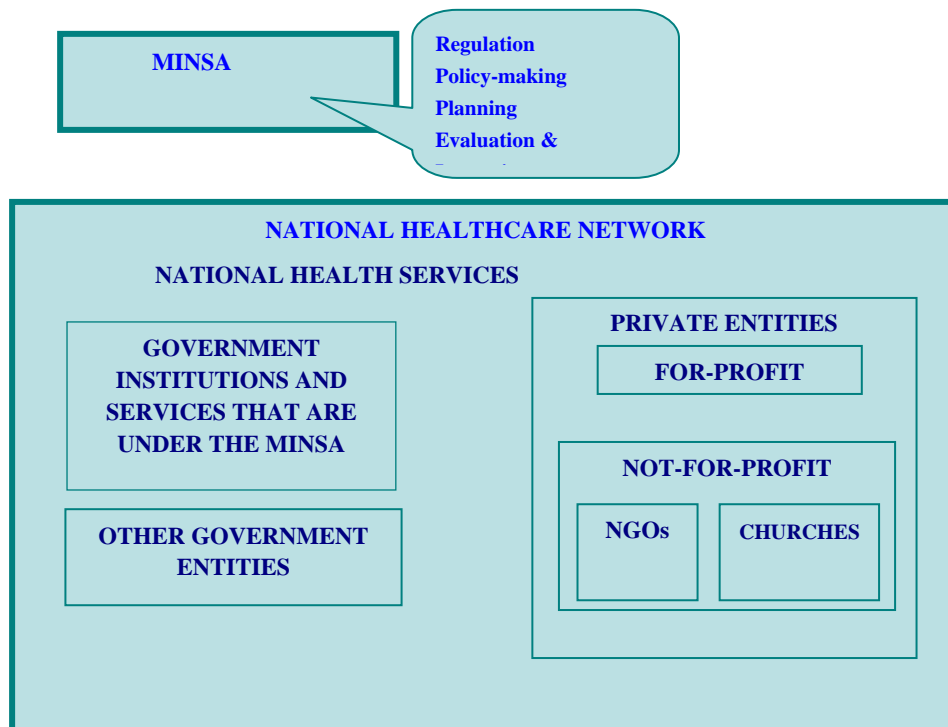 MINSA
Regulation
Policy-making
Planning
Evaluation &
NATIONAL HEALTHCARE NETWORK
NATIONAL HEALTH SERVICES
GOVERNMENT
INSTITUTIONS AND
SERVICES THAT ARE
UNDER THE MINSA
OTHER GOVERNMENT
ENTITIES
PRIVATE ENTITIES
FOR-PROFIT
NOT-FOR-PROFIT
NGOs
CHURCHES